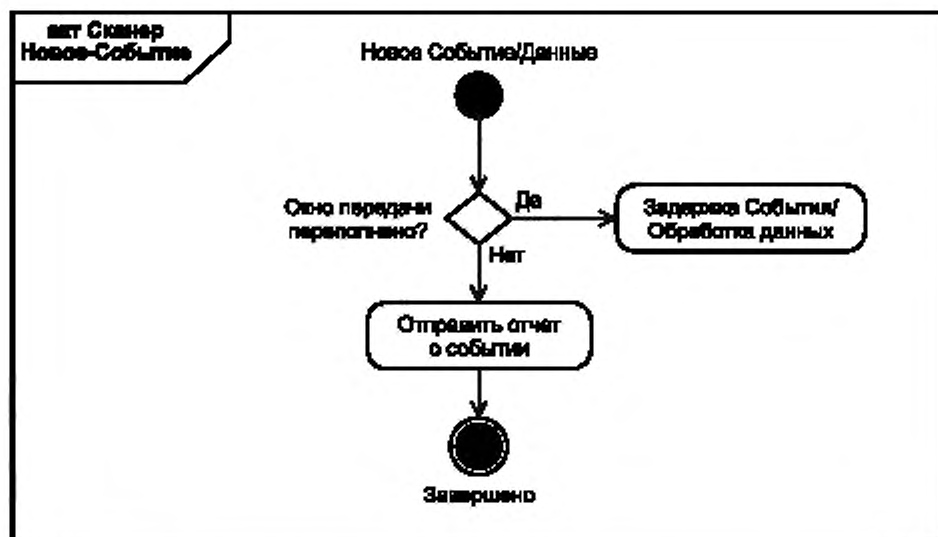 акт Сканер
Новое-Событие
Новое Событие/Данные
Окно передачи
переполнено?
Да
Задержка События/
Обработка данных
Нет
Отправить отчет
о событии
Завершено